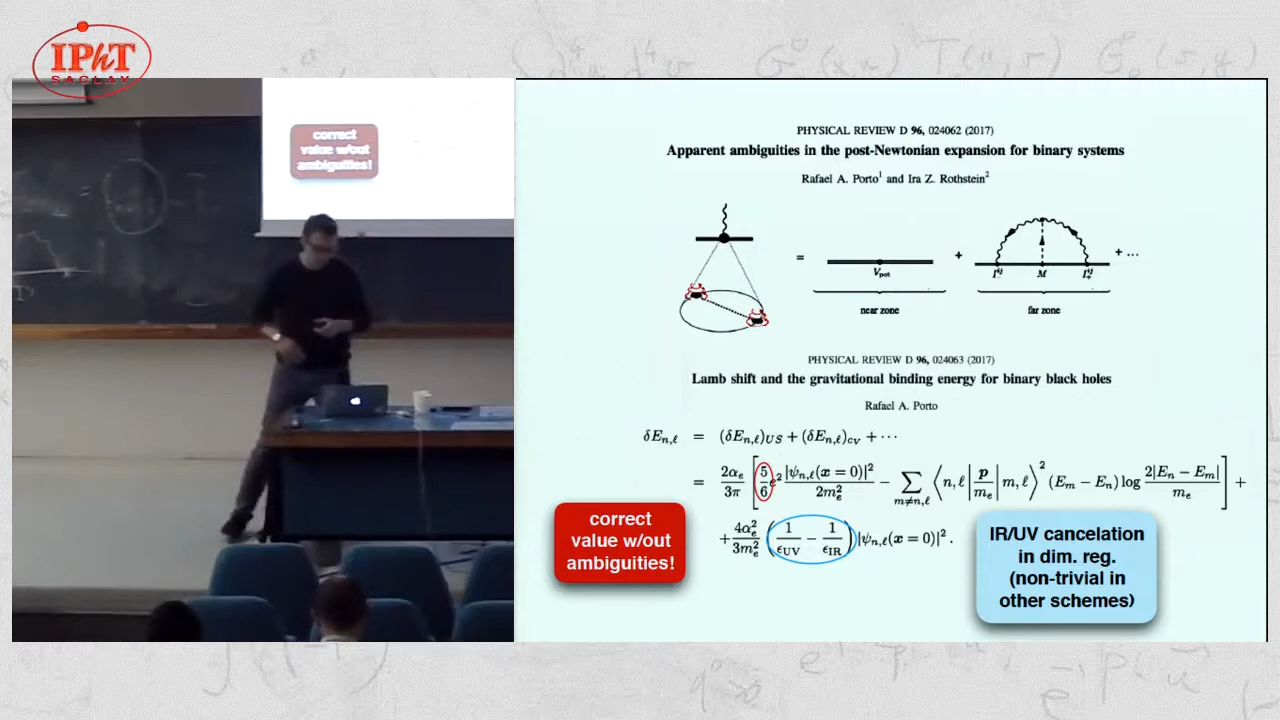 IPhT
SACLAY
correct
value w/out
ambiguities!
PHYSICAL REVIEW D 96, 024062 (2017)
Apparent ambiguities in the post-Newtonian expansion for binary systems
Rafael A. Porto¹ and Ira Z. Rothstein²
= V_pot + I^{ij} M I^{ij} + ···
near zone far zone
PHYSICAL REVIEW D 96, 024063 (2017)
Lamb shift and the gravitational binding energy for binary black holes
Rafael A. Porto
δE_{n,ℓ} = (δE_{n,ℓ})_{US} + (δE_{n,ℓ})_{cV} + ···
= 2α_e/3π [ 5/6 e² |ψ_{n,ℓ}(x=0)|²/2m_e² − ∑_{m≠n,ℓ} ⟨n,ℓ|p/m_e|m,ℓ⟩² (E_m − E_n) log 2|E_n − E_m|/m_e ] +
+ 4α_e²/3m_e² (1/ϵ_UV − 1/ϵ_IR) |ψ_{n,ℓ}(x=0)|².
correct
value w/out
ambiguities!
IR/UV cancelation
in dim. reg.
(non-trivial in
other schemes)